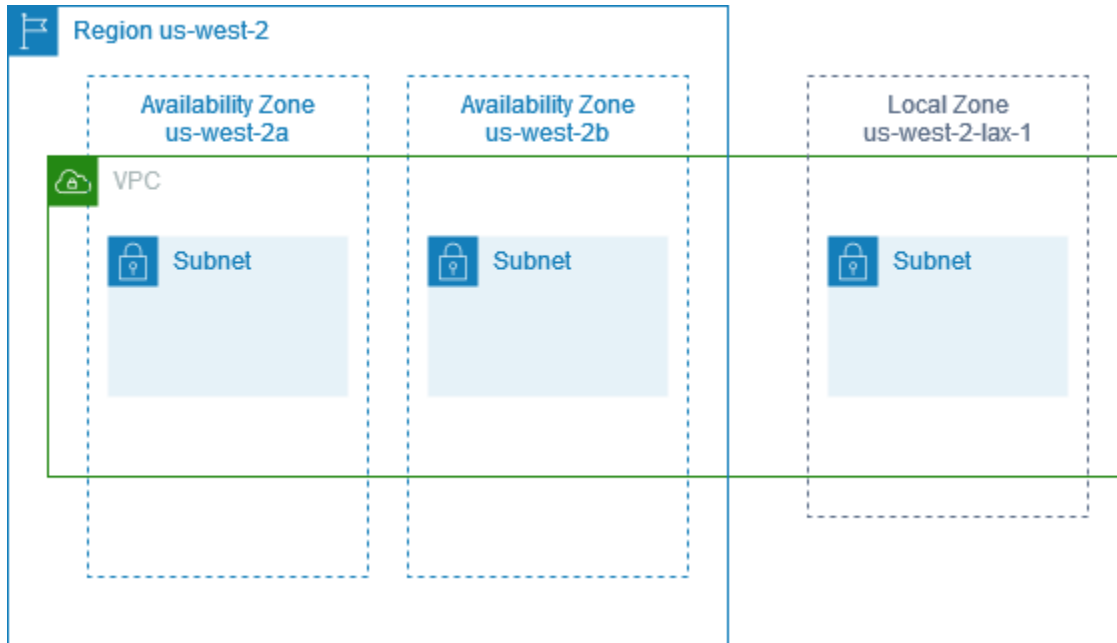 Region us-west-2
Availability Zone
us-west-2a
Availability Zone
us-west-2b
Local Zone
us-west-2-lax-1
VPC
Subnet
Subnet
Subnet